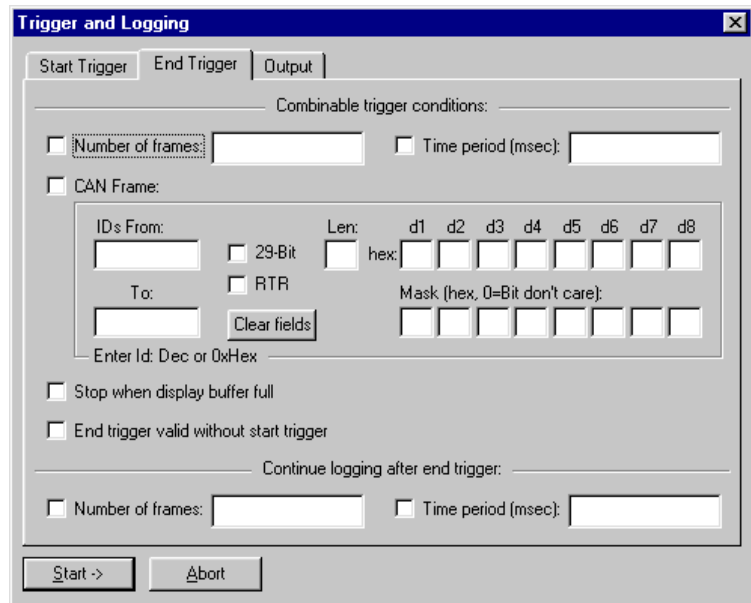 Trigger and Logging
Start Trigger End Trigger Output
Combinable trigger conditions:
Number of frames: Time period (msec):
CAN Frame:
IDs From: Len: d1 d2 d3 d4 d5 d6 d7 d8
29-Bit hex:
RTR
To: Mask (hex, 0=Bit don't care):
Clear fields
Enter Id: Dec or 0xHex
Stop when display buffer full
End trigger valid without start trigger
Continue logging after end trigger:
Number of frames: Time period (msec):
Start -> Abort